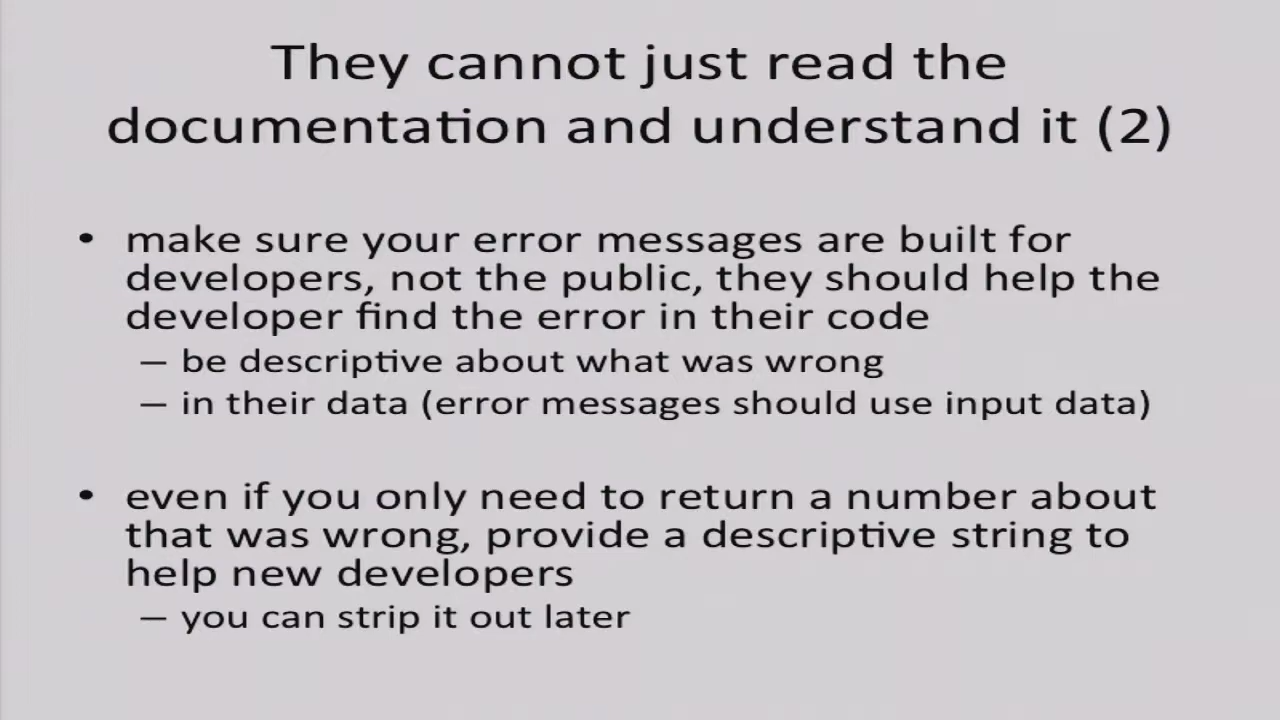 They cannot just read the
documentation and understand it (2)
• make sure your error messages are built for
developers, not the public, they should help the
developer find the error in their code
– be descriptive about what was wrong
– in their data (error messages should use input data)
• even if you only need to return a number about
that was wrong, provide a descriptive string to
help new developers
– you can strip it out later